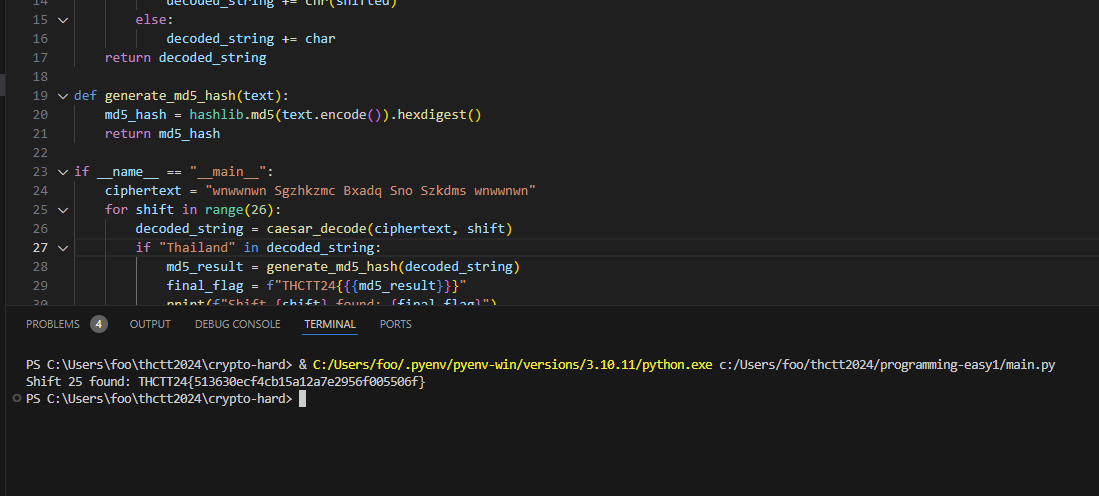 14 decoded_string += chr(shifted)
15 else:
16 decoded_string += char
17 return decoded_string
18
19 def generate_md5_hash(text):
20 md5_hash = hashlib.md5(text.encode()).hexdigest()
21 return md5_hash
22
23 if __name__ == "__main__":
24 ciphertext = "wnwwnwn Sgzhkzmc Bxadq Sno Szkdms wnwwnwn"
25 for shift in range(26):
26 decoded_string = caesar_decode(ciphertext, shift)
27 if "Thailand" in decoded_string:
28 md5_result = generate_md5_hash(decoded_string)
29 final_flag = f"THCTT24{{{md5_result}}}"
30 print(f"Shift {shift} found: {final_flag}")
PROBLEMS 4 OUTPUT DEBUG CONSOLE TERMINAL PORTS
PS C:\Users\foo\thctt2024\crypto-hard> & C:/Users/foo/.pyenv/pyenv-win/versions/3.10.11/python.exe c:/Users/foo/thctt2024/programming-easy1/main.py
Shift 25 found: THCTT24{513630ecf4cb15a12a7e2956f005506f}
PS C:\Users\foo\thctt2024\crypto-hard>